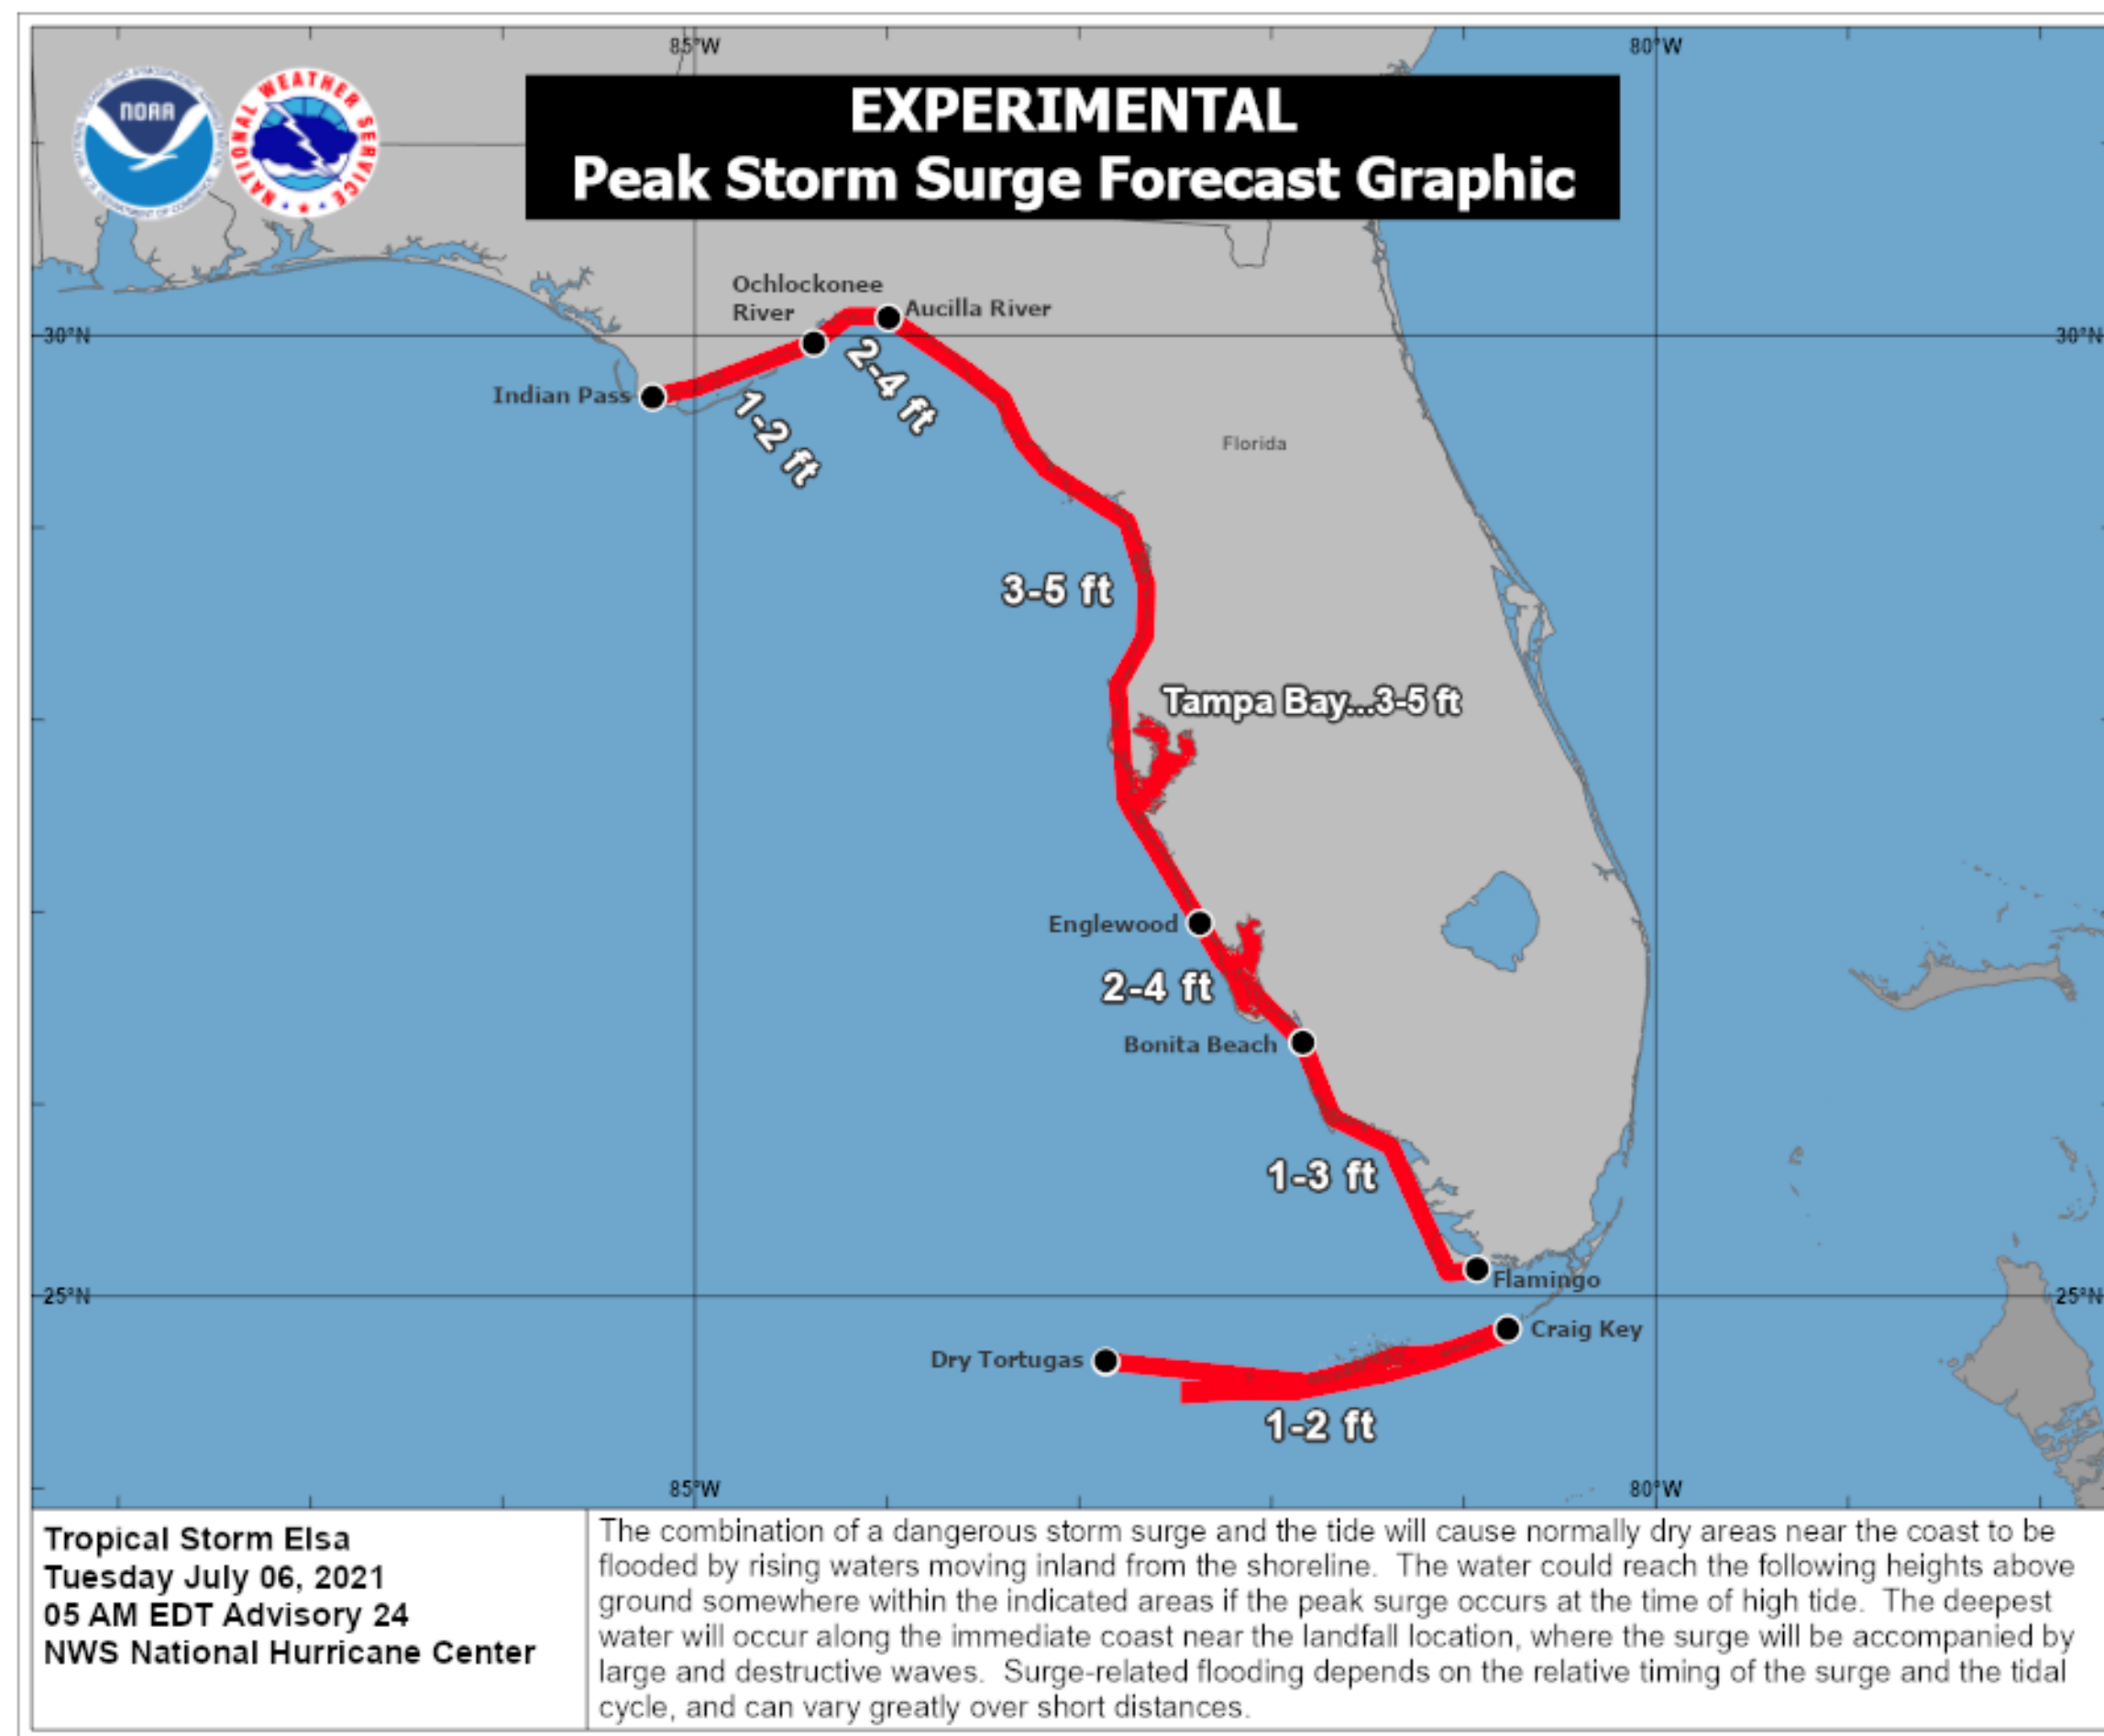 85°W
80°W
NOAA
NATIONAL WEATHER SERVICE
EXPERIMENTAL
Peak Storm Surge Forecast Graphic
Ochlockonee
River
Aucilla River
30°N
30°N
2-4 ft
Indian Pass
1-2 ft
Florida
3-5 ft
Tampa Bay...3-5 ft
Englewood
2-4 ft
Bonita Beach
1-3 ft
Flamingo
25°N
25°N
Craig Key
Dry Tortugas
1-2 ft
85°W
80°W
Tropical Storm Elsa
Tuesday July 06, 2021
05 AM EDT Advisory 24
NWS National Hurricane Center
The combination of a dangerous storm surge and the tide will cause normally dry areas near the coast to be
flooded by rising waters moving inland from the shoreline.  The water could reach the following heights above
ground somewhere within the indicated areas if the peak surge occurs at the time of high tide.  The deepest
water will occur along the immediate coast near the landfall location, where the surge will be accompanied by
large and destructive waves.  Surge-related flooding depends on the relative timing of the surge and the tidal
cycle, and can vary greatly over short distances.